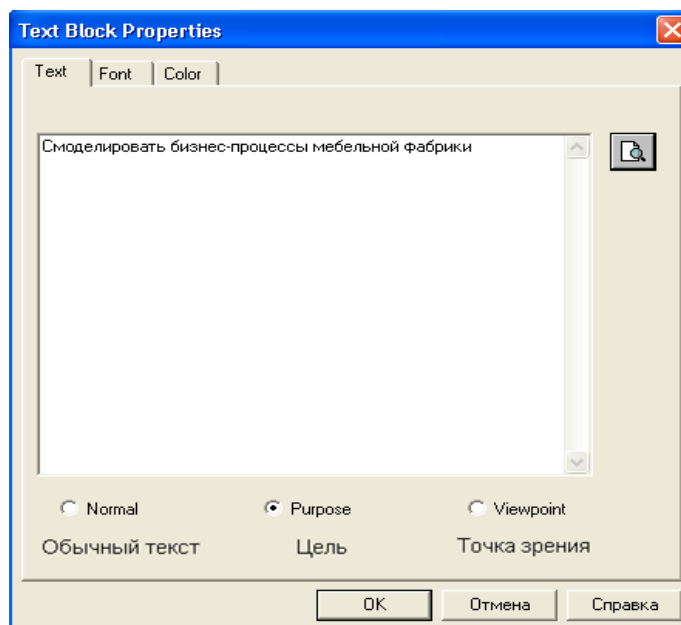 Text Block Properties
Text Font Color
Смоделировать бизнес-процессы мебельной фабрики
Normal Purpose Viewpoint
Обычный текст Цель Точка зрения
OK Отмена Справка